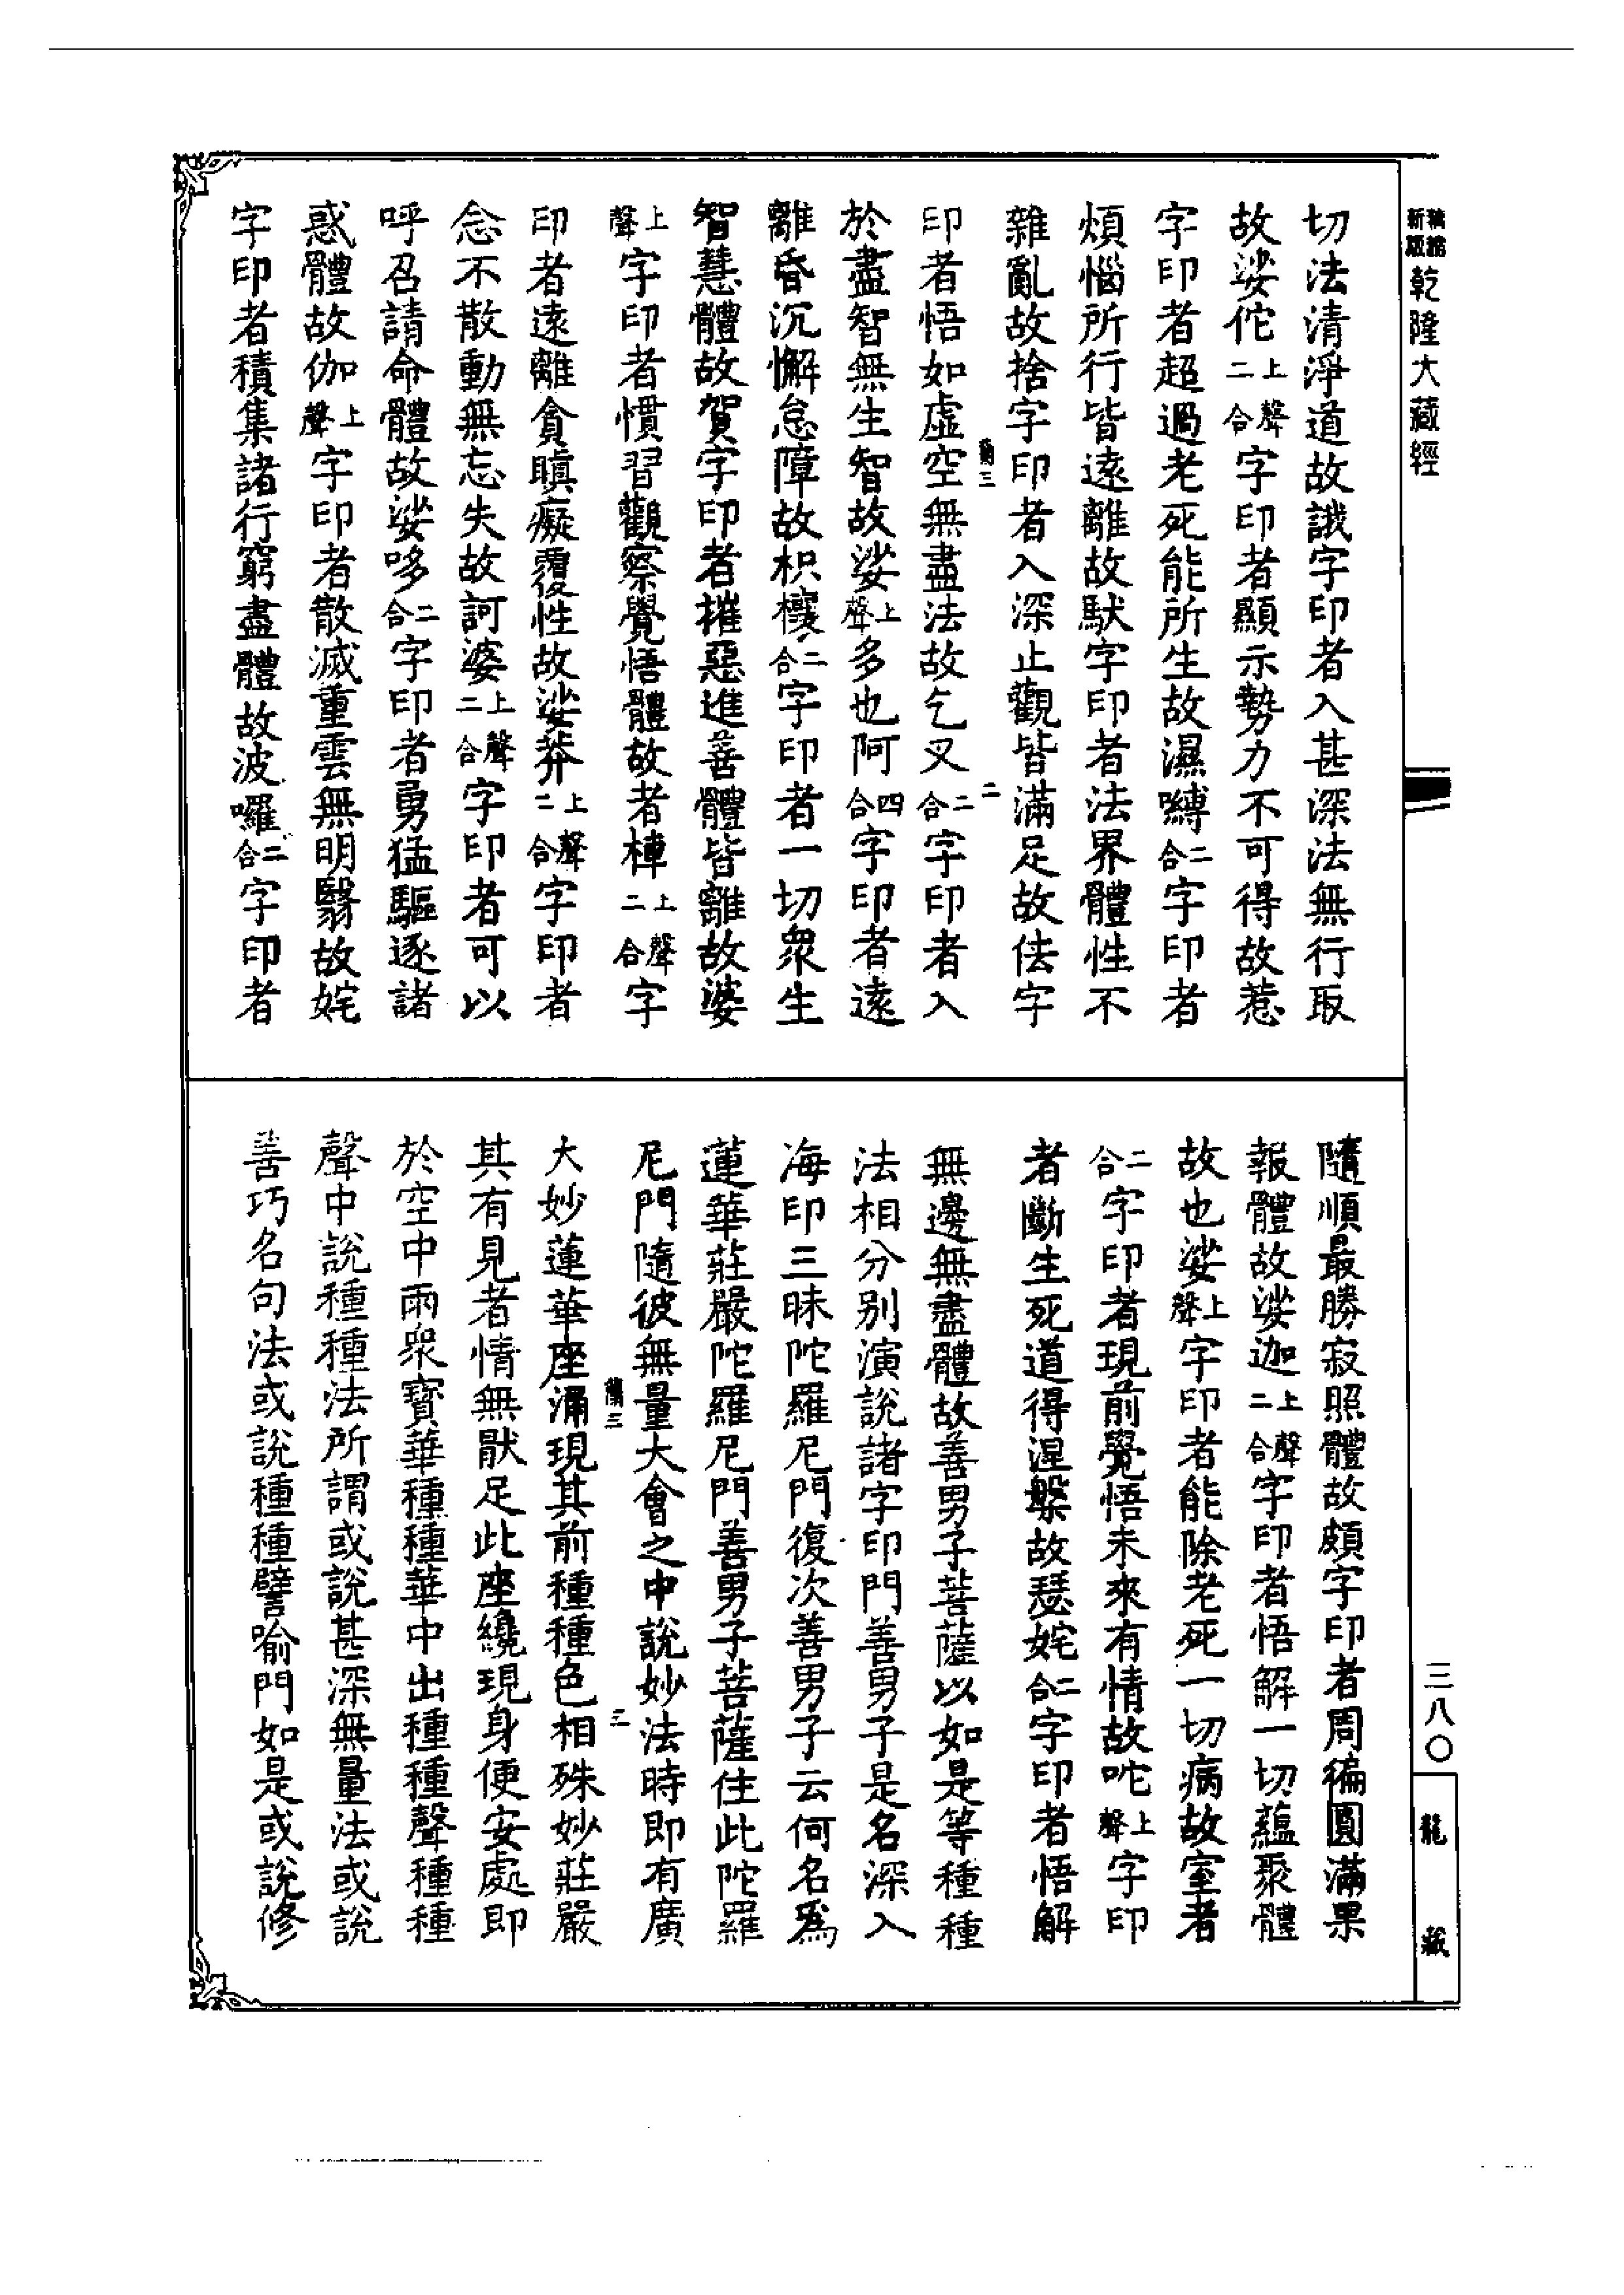 乾隆大藏經
切法清淨道故誐字印者入甚深法無行取
故娑佗上聲二合字印者顯示勢力不可得故惹
字印者超過老死能所生故濕嚩二合字印者
煩惱所行皆遠離故馱字印者法界體性不
雜亂故捨字印者入深止觀皆滿足故佉字
印者悟如虛空無盡法故乞叉二合字印者入
於盡智無生智故娑上聲多也阿四合字印者遠
離昏沉懈怠障故枳孃二合字印者一切眾生
智慧體故賀字印者摧惡進善體皆離故婆
上聲字印者慣習觀察覺悟體故者榑上聲二合字
印者遠離貪瞋癡覆性故娑莽上聲二合字印者
念不散動無忘失故訶婆上聲二合字印者可以
呼召請命體故娑哆二合字印者勇猛驅逐諸
惑體故伽上聲字印者散滅重雲無明翳故姹
字印者積集諸行窮盡體故波囉二合字印者
隨順最勝寂照體故頗字印者周徧圓滿果
報體故娑迦上聲二合字印者悟解一切蘊聚體
故也娑上聲字印者能除老死一切病故室者
二合字印者現前覺悟未來有情故咤上聲字印
者斷生死道得涅槃故瑟姹二合字印者悟解
無邊無盡體故善男子菩薩以如是等種種
法相分別演說諸字印門善男子是名深入
海印三昧陀羅尼門復次善男子云何名爲
蓮華莊嚴陀羅尼門善男子菩薩住此陀羅
尼門隨彼無量大會之中說妙法時即有廣
大妙蓮華座涌現其前種種色相殊妙莊嚴
其有見者情無猒足此座纔現身便安處即
於空中雨眾寶華種種華中出種種聲種種
聲中說種種法所謂或說甚深無量法或說
善巧名句法或說種種譬喻門如是或說修
三八〇
龍藏